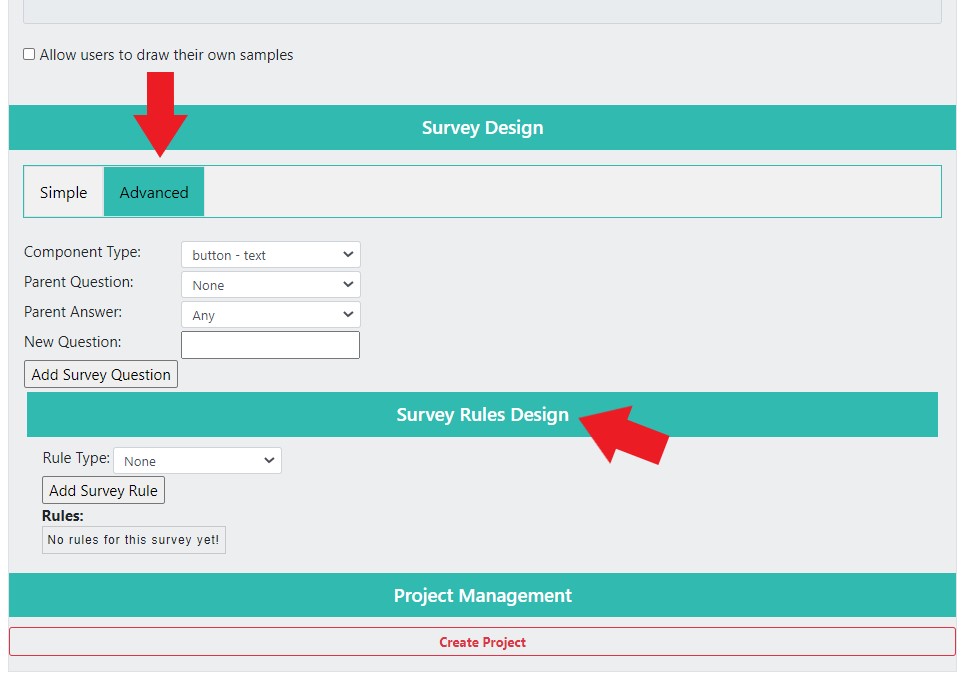 Allow users to draw their own samples
Survey Design
Simple Advanced
Component Type: button - text
Parent Question: None
Parent Answer: Any
New Question:
Add Survey Question
Survey Rules Design
Rule Type: None
Add Survey Rule
Rules:
No rules for this survey yet!
Project Management
Create Project